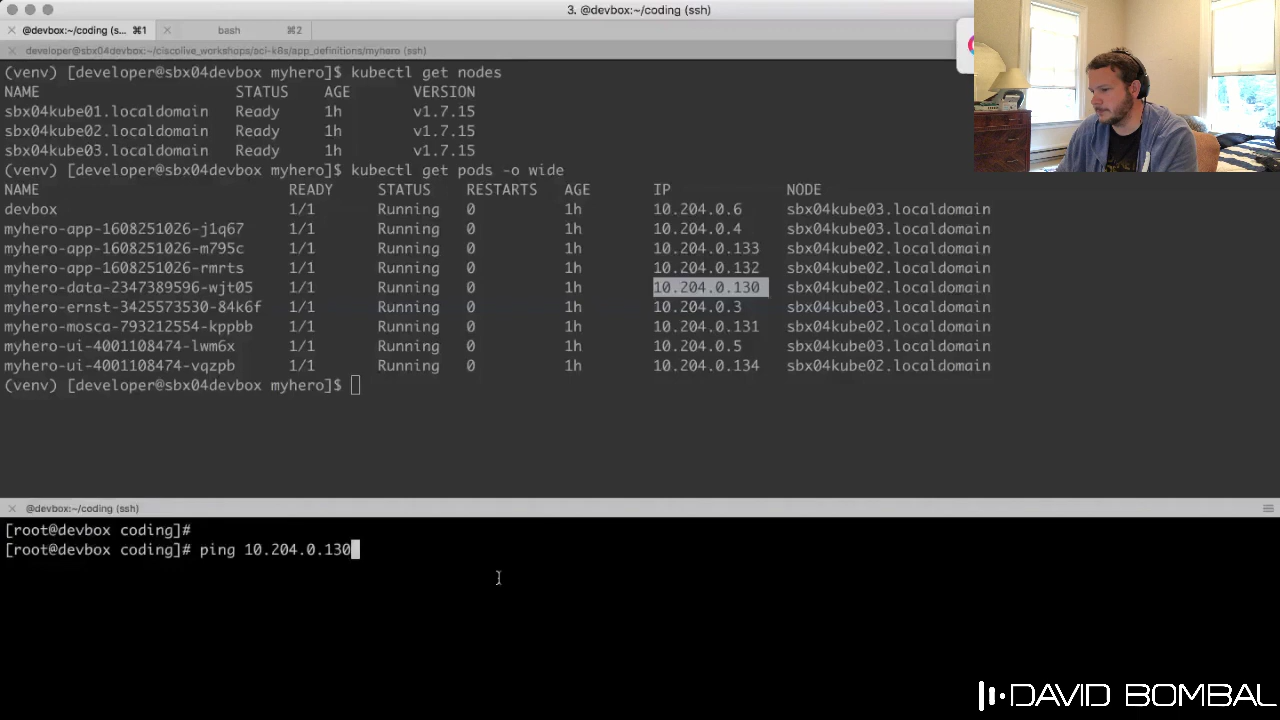 3. @devbox:~/coding (ssh)
@devbox:~/coding (s... ⌘1 bash ⌘2
developer@sbx04devbox:~/ciscolive_workshops/aci-k8s/app_definitions/myhero (ssh)
(venv) [developer@sbx04devbox myhero]$ kubectl get nodes
NAME STATUS AGE VERSION
sbx04kube01.localdomain Ready 1h v1.7.15
sbx04kube02.localdomain Ready 1h v1.7.15
sbx04kube03.localdomain Ready 1h v1.7.15
(venv) [developer@sbx04devbox myhero]$ kubectl get pods -o wide
NAME READY STATUS RESTARTS AGE IP NODE
devbox 1/1 Running 0 1h 10.204.0.6 sbx04kube03.localdomain
myhero-app-1608251026-j1q67 1/1 Running 0 1h 10.204.0.4 sbx04kube03.localdomain
myhero-app-1608251026-m795c 1/1 Running 0 1h 10.204.0.133 sbx04kube02.localdomain
myhero-app-1608251026-rmrts 1/1 Running 0 1h 10.204.0.132 sbx04kube02.localdomain
myhero-data-2347389596-wjt05 1/1 Running 0 1h 10.204.0.130 sbx04kube02.localdomain
myhero-ernst-3425573530-84k6f 1/1 Running 0 1h 10.204.0.3 sbx04kube03.localdomain
myhero-mosca-793212554-kppbb 1/1 Running 0 1h 10.204.0.131 sbx04kube02.localdomain
myhero-ui-4001108474-lwm6x 1/1 Running 0 1h 10.204.0.5 sbx04kube03.localdomain
myhero-ui-4001108474-vqzpb 1/1 Running 0 1h 10.204.0.134 sbx04kube02.localdomain
(venv) [developer@sbx04devbox myhero]$
@devbox:~/coding (ssh)
[root@devbox coding]#
[root@devbox coding]# ping 10.204.0.130
DAVID BOMBAL